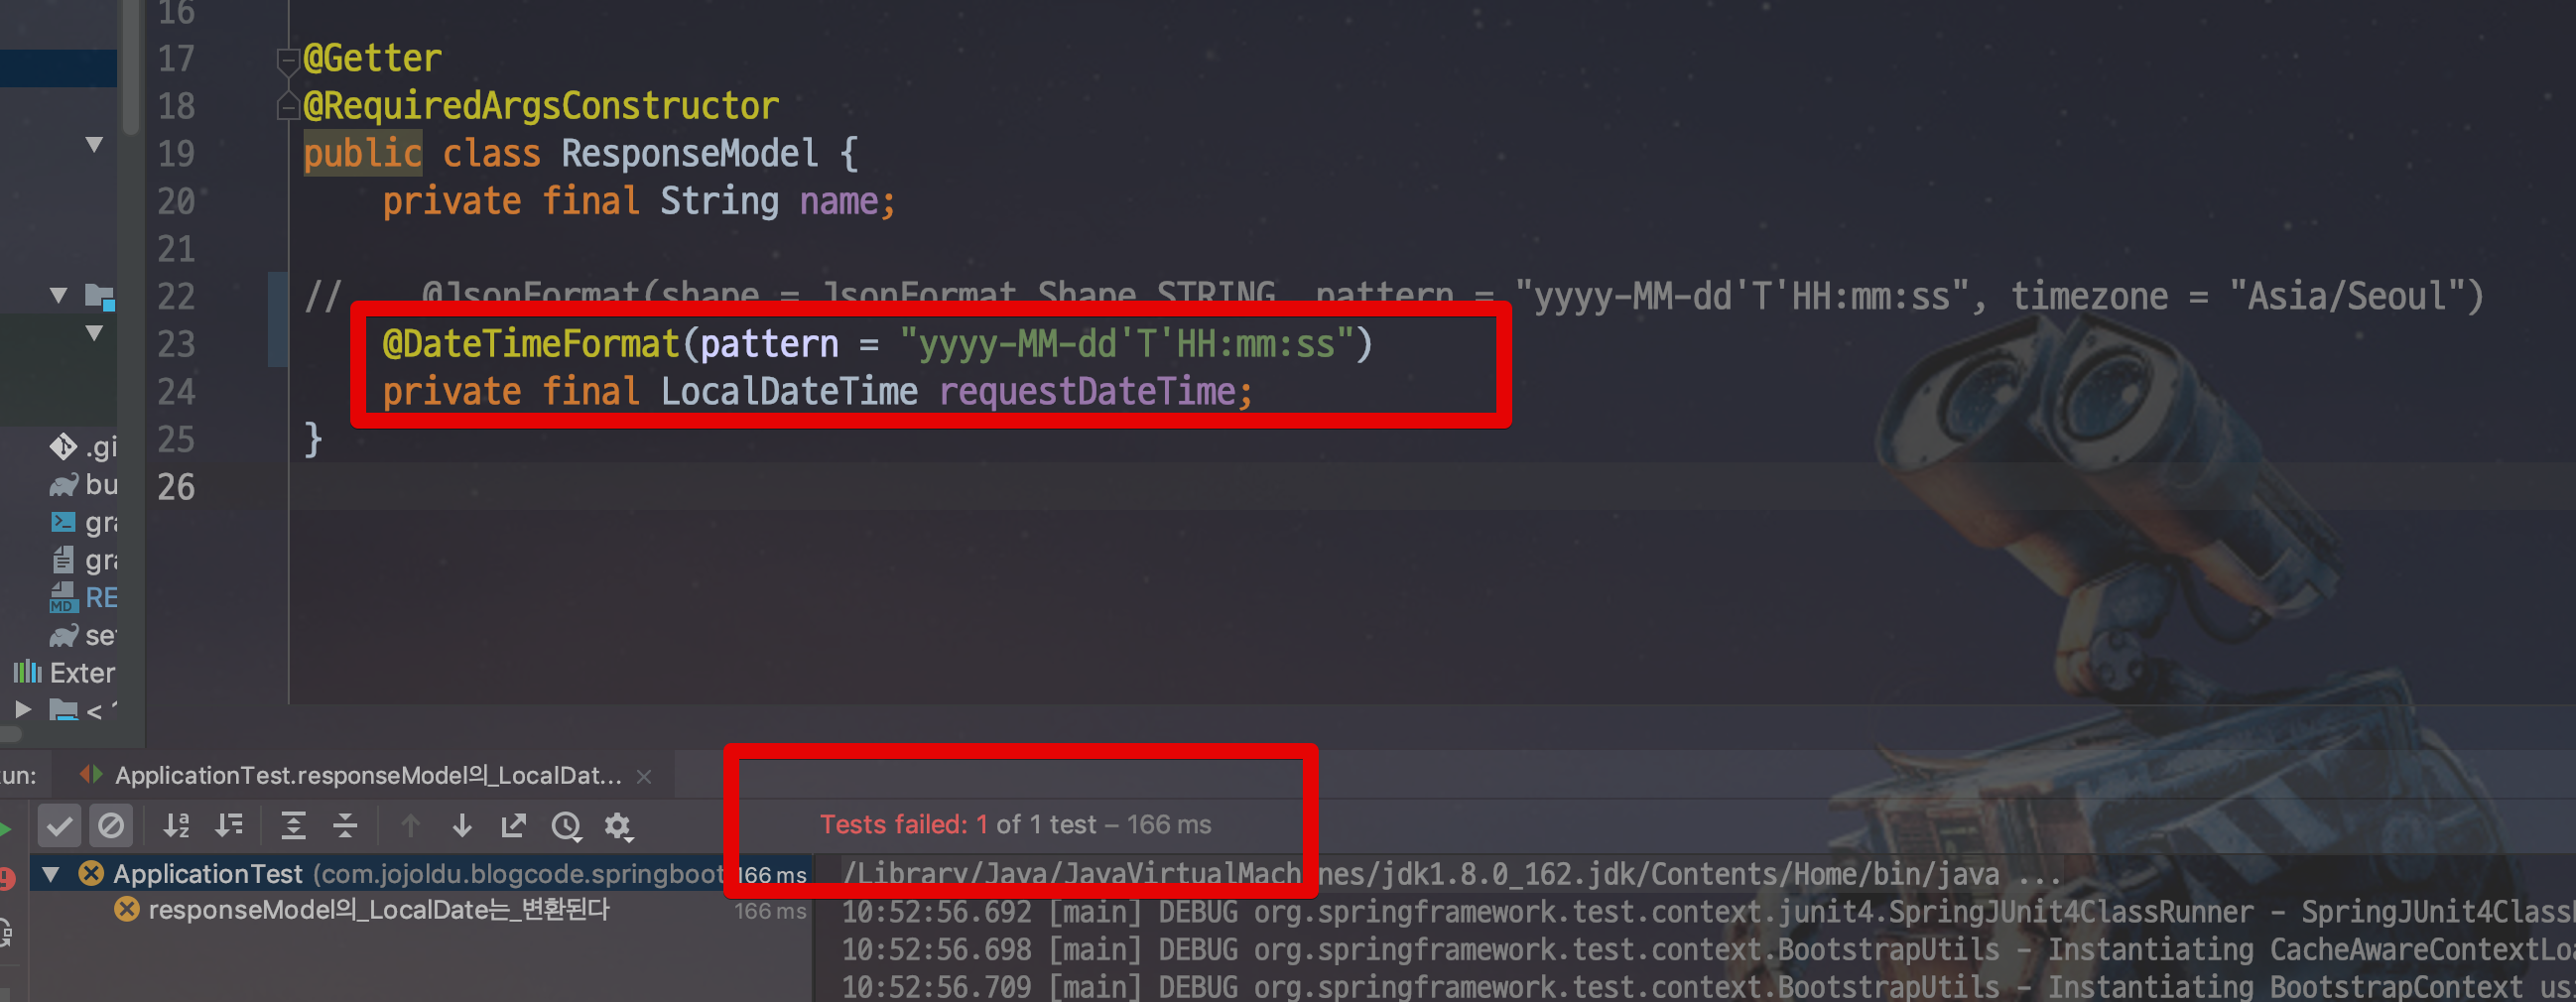 16
17 @Getter
18 @RequiredArgsConstructor
19 public class ResponseModel {
20 private final String name;
21
22 // @JsonFormat(shape = JsonFormat.Shape.STRING, pattern = "yyyy-MM-dd'T'HH:mm:ss", timezone = "Asia/Seoul")
23 @DateTimeFormat(pattern = "yyyy-MM-dd'T'HH:mm:ss")
24 private final LocalDateTime requestDateTime;
25 }
26
.gi
bu
gra
gra
MD RE
set
Exter
<
un:
ApplicationTest.responseModel의_LocalDat...
Tests failed: 1 of 1 test – 166 ms
ApplicationTest (com.jojoldu.blogcode.springboot 166 ms
responseModel의_LocalDate는_변환된다 166 ms
/Library/Java/JavaVirtualMachines/jdk1.8.0_162.jdk/Contents/Home/bin/java ...
10:52:56.692 [main] DEBUG org.springframework.test.context.junit4.SpringJUnit4ClassRunner - SpringJUnit4Class
10:52:56.698 [main] DEBUG org.springframework.test.context.BootstrapUtils - Instantiating CacheAwareContextLoa
10:52:56.709 [main] DEBUG org.springframework.test.context.BootstrapUtils - Instantiating BootstrapContext us